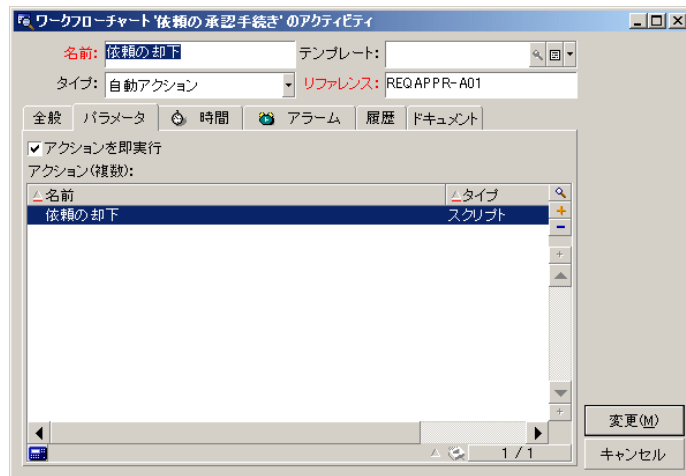 ワークフローチャート'依頼の承認手続き'のアクティビティ
名前: 依頼の却下 テンプレート:
タイプ: 自動アクション リファレンス: REQAPPR-A01
全般 パラメータ 時間 アラーム 履歴 ドキュメント
アクションを即実行
アクション(複数):
名前 タイプ
依頼の却下 スクリプト
変更(M)
1 / 1 キャンセル